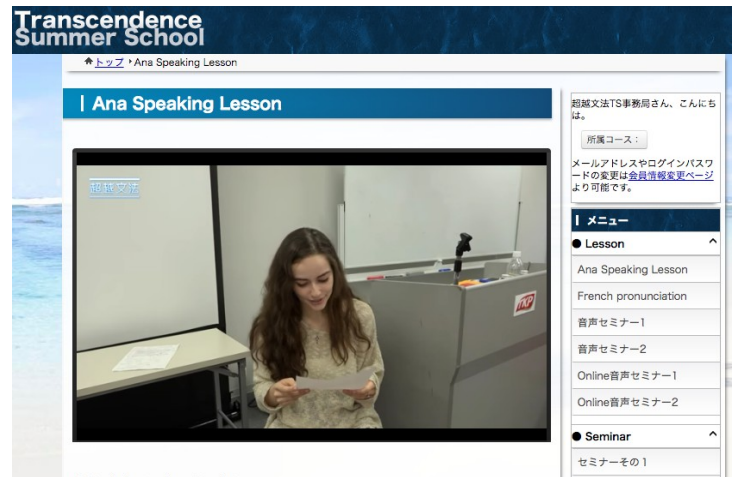 Transcendence
Summer School
トップ
Ana Speaking Lesson
Ana Speaking Lesson
超越文法
TKP
超越文法TS事務局さん、こんにち
は。
所属コース：
メールアドレスやログインパスワ
ードの変更は会員情報変更ページ
より可能です。
メニュー
● Lesson
Ana Speaking Lesson
French pronunciation
音声セミナー1
音声セミナー2
Online音声セミナー1
Online音声セミナー2
● Seminar
セミナーその1